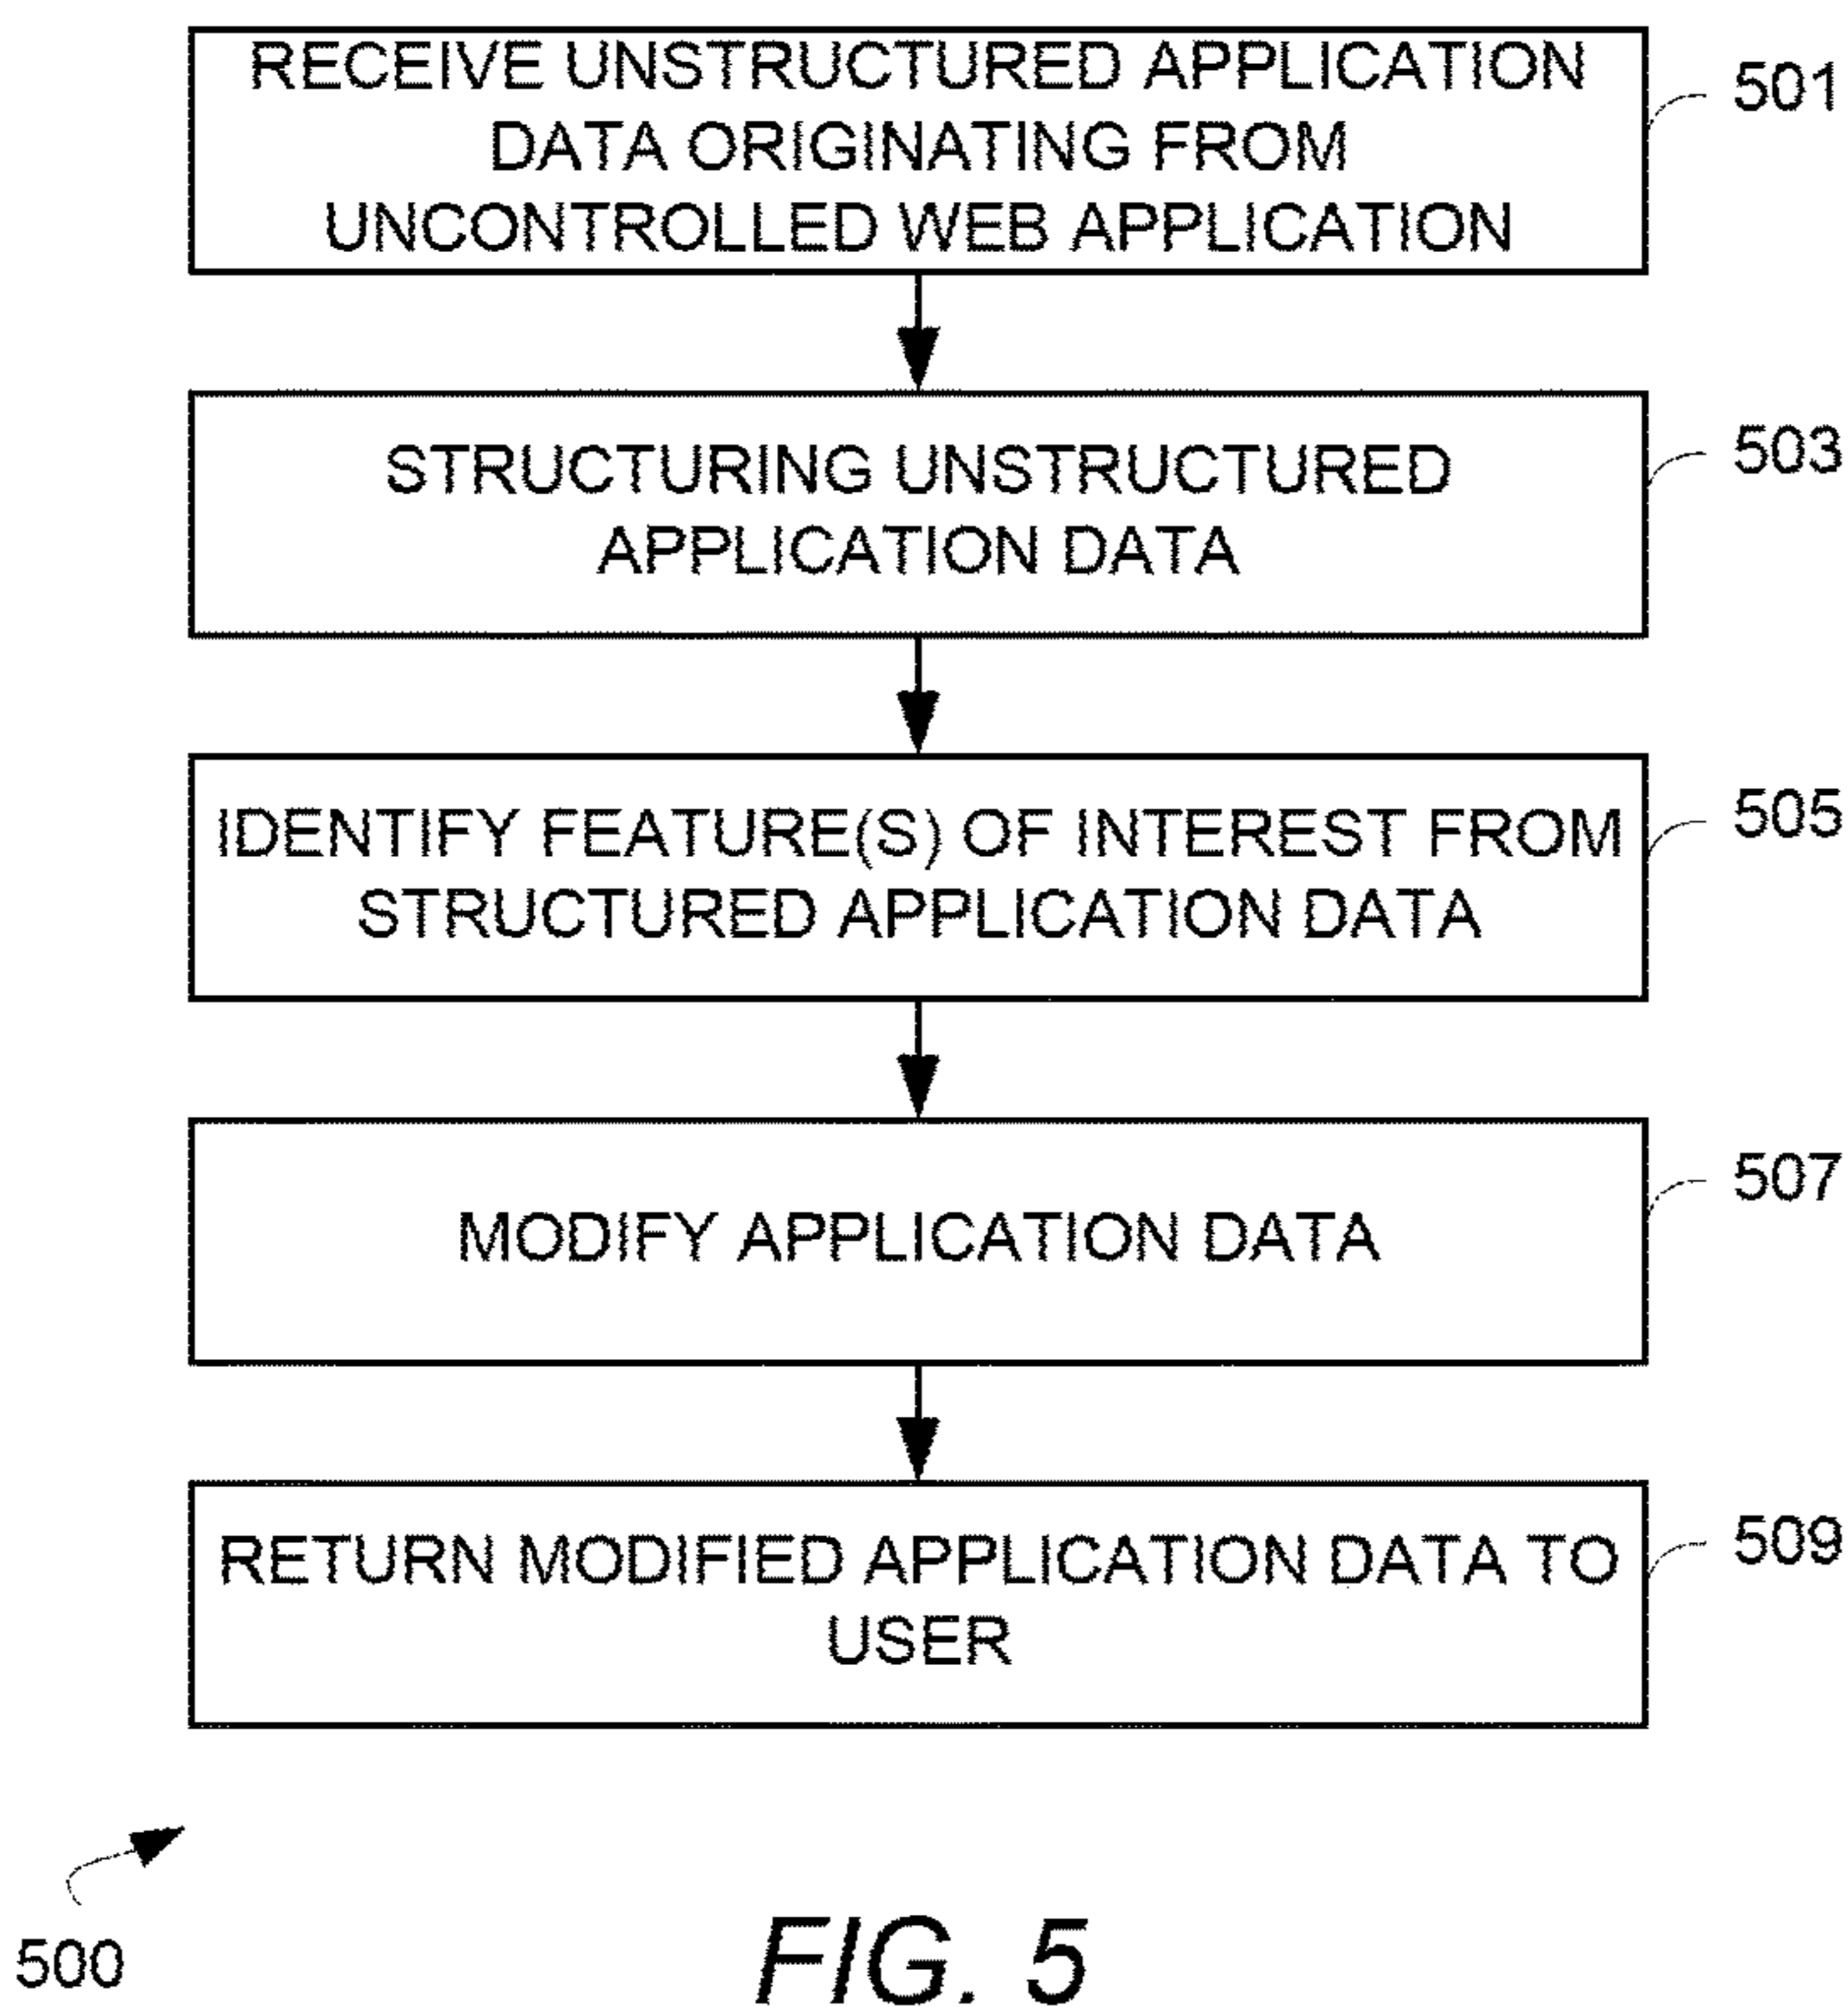 RECEIVE UNSTRUCTURED APPLICATION
DATA ORIGINATING FROM
UNCONTROLLED WEB APPLICATION
501
STRUCTURING UNSTRUCTURED
APPLICATION DATA
503
IDENTIFY FEATURE(S) OF INTEREST FROM
STRUCTURED APPLICATION DATA
505
MODIFY APPLICATION DATA
507
RETURN MODIFIED APPLICATION DATA TO
USER
509
500
FIG. 5